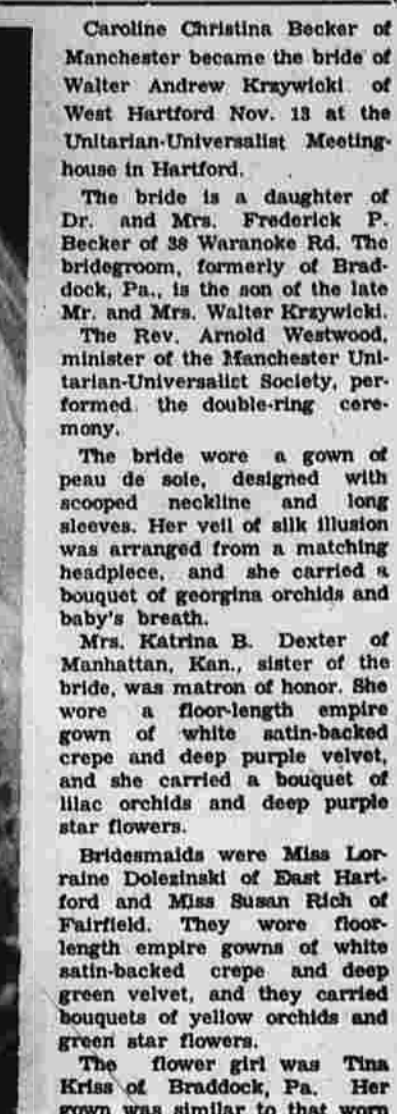 Caroline Christina Becker of
Manchester became the bride of
Walter Andrew Krzywicki of
West Hartford Nov. 13 at the
Unitarian-Universalist Meeting-
house in Hartford.
The bride is a daughter of
Dr. and Mrs. Frederick P.
Becker of 38 Waranoke Rd. The
bridegroom, formerly of Brad-
dock, Pa., is the son of the late
Mr. and Mrs. Walter Krzywicki.
The Rev. Arnold Westwood,
minister of the Manchester Uni-
tarian-Universalist Society, per-
formed the double-ring cere-
mony.
The bride wore a gown of
peau de soie, designed with
scooped neckline and long
sleeves. Her veil of silk illusion
was arranged from a matching
headpiece, and she carried a
bouquet of georgina orchids and
baby's breath.
Mrs. Katrina B. Dexter of
Manhattan, Kan., sister of the
bride, was matron of honor. She
wore a floor-length empire
gown of white satin-backed
crepe and deep purple velvet,
and she carried a bouquet of
lilac orchids and deep purple
star flowers.
Bridesmaids were Miss Lor-
raine Dolezinski of East Hart-
ford and Miss Susan Rich of
Fairfield. They wore floor-
length empire gowns of white
satin-backed crepe and deep
green velvet, and they carried
bouquets of yellow orchids and
green star flowers.
The flower girl was Tina
Kriss of Braddock, Pa. Her
gown was similar to that worn